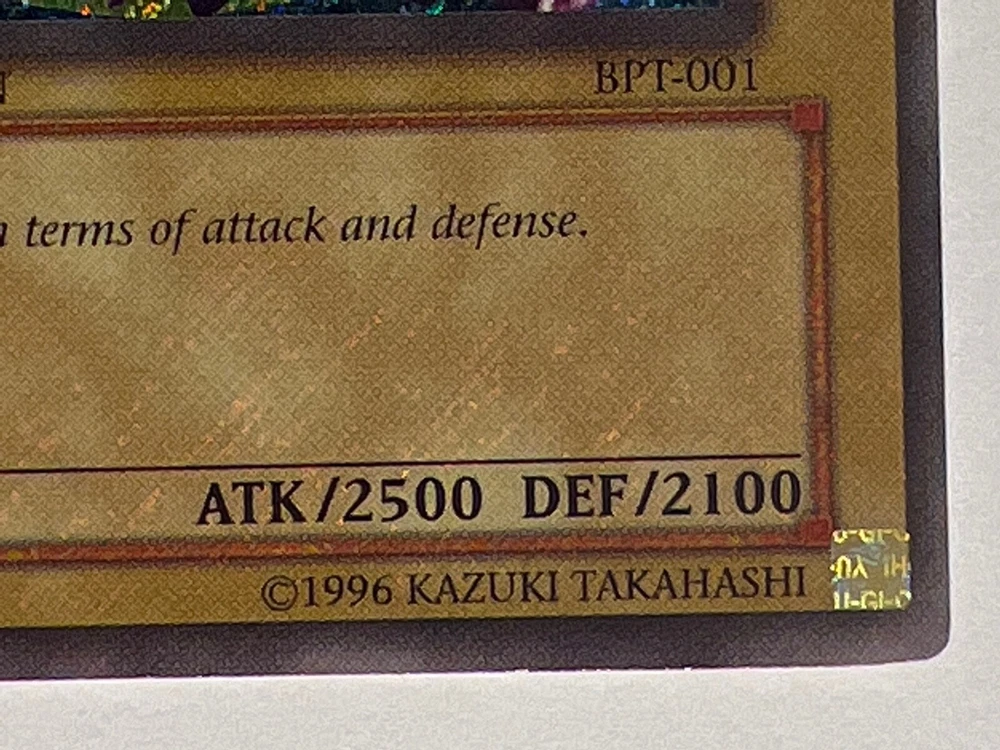 BPT-001
terms of attack and defense.
ATK/2500 DEF/2100
©1996 KAZUKI TAKAHASHI